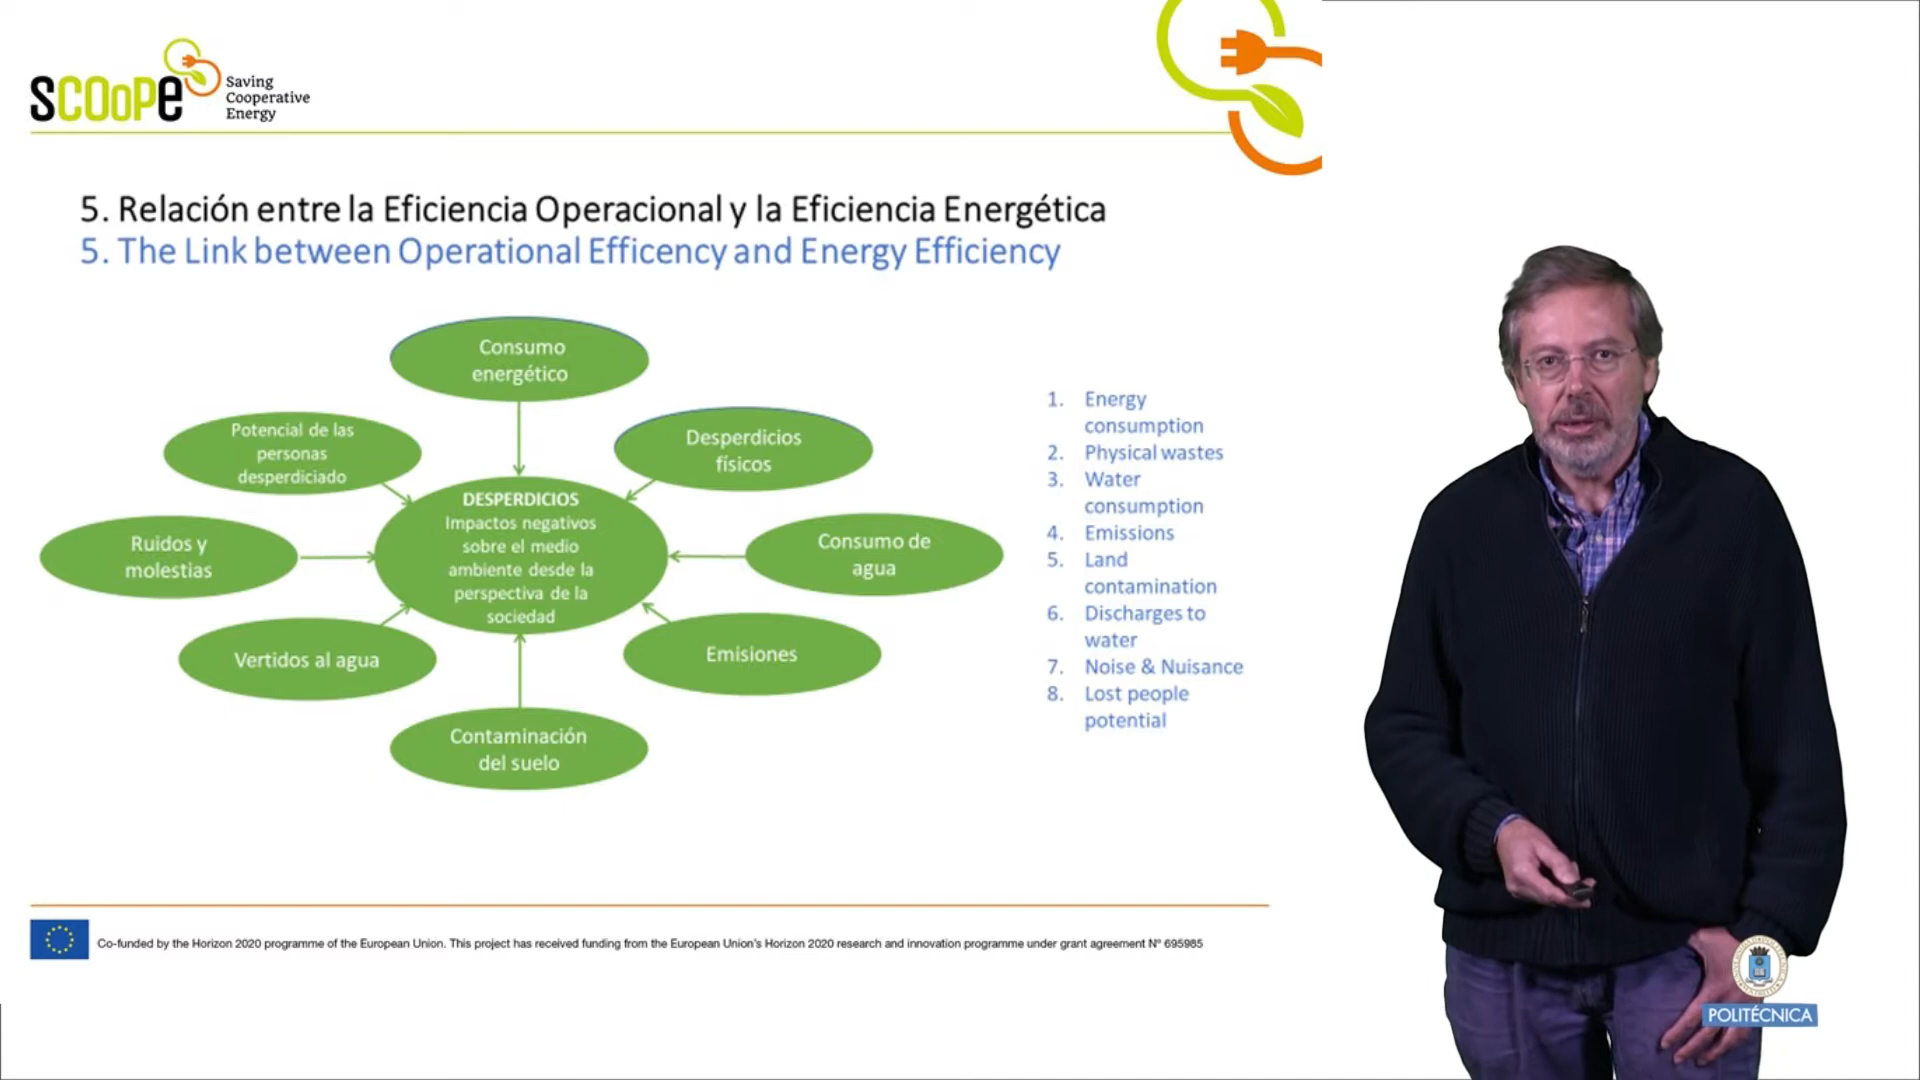 SCOoPE
Saving
Cooperative
Energy
5. Relación entre la Eficiencia Operacional y la Eficiencia Energética
5. The Link between Operational Efficency and Energy Efficiency
Consumo
energético
Desperdicios
físicos
Consumo de
agua
Emisiones
Contaminación
del suelo
Vertidos al agua
Ruidos y
molestias
Potencial de las
personas
desperdiciado
DESPERDICIOS
Impactos negativos
sobre el medio
ambiente desde la
perspectiva de la
sociedad
1. Energy
consumption
2. Physical wastes
3. Water
consumption
4. Emissions
5. Land
contamination
6. Discharges to
water
7. Noise & Nuisance
8. Lost people
potential
Co-funded by the Horizon 2020 programme of the European Union. This project has received funding from the European Union's Horizon 2020 research and innovation programme under grant agreement Nº 695985
POLITÉCNICA